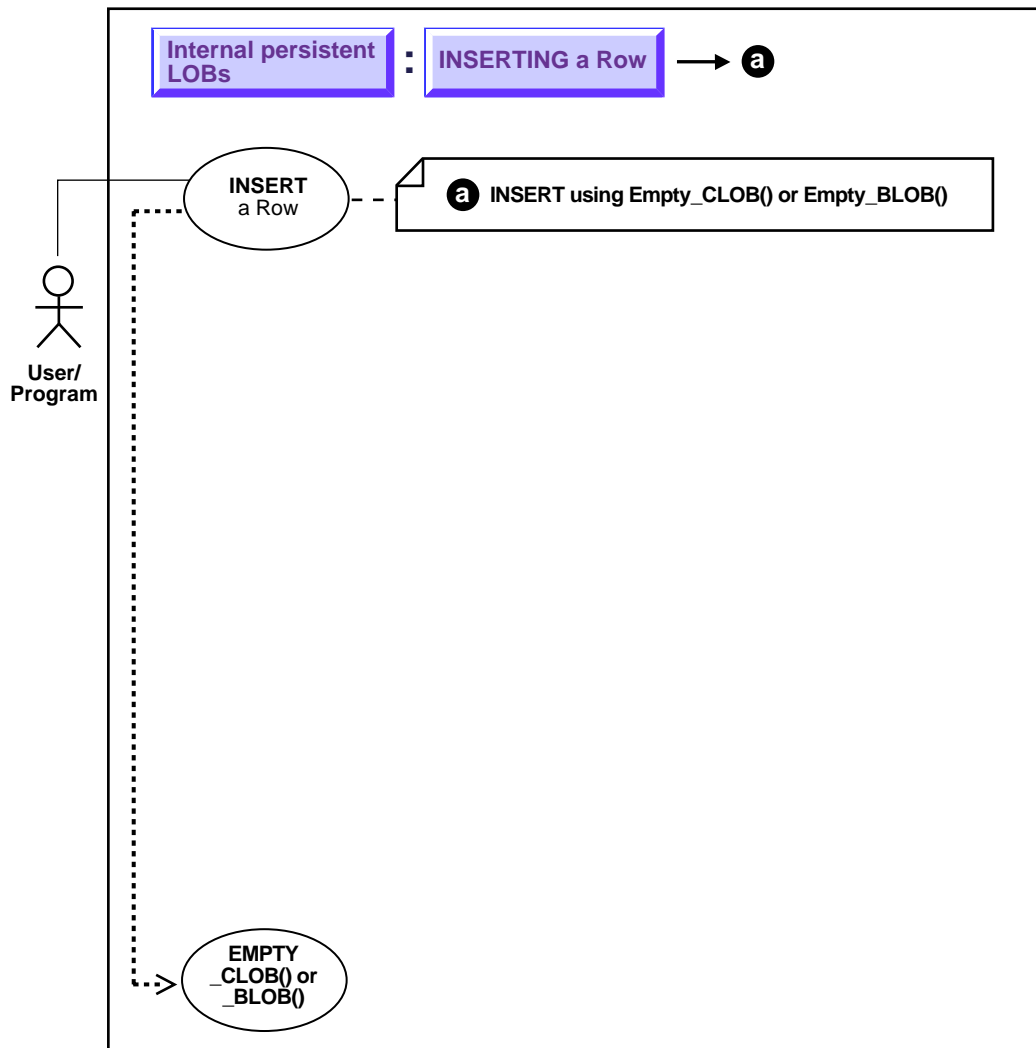 Internal persistent
LOBs
:
INSERTING a Row
a
INSERT
a Row
a INSERT using Empty_CLOB() or Empty_BLOB()
User/
Program
EMPTY
_CLOB() or
_BLOB()